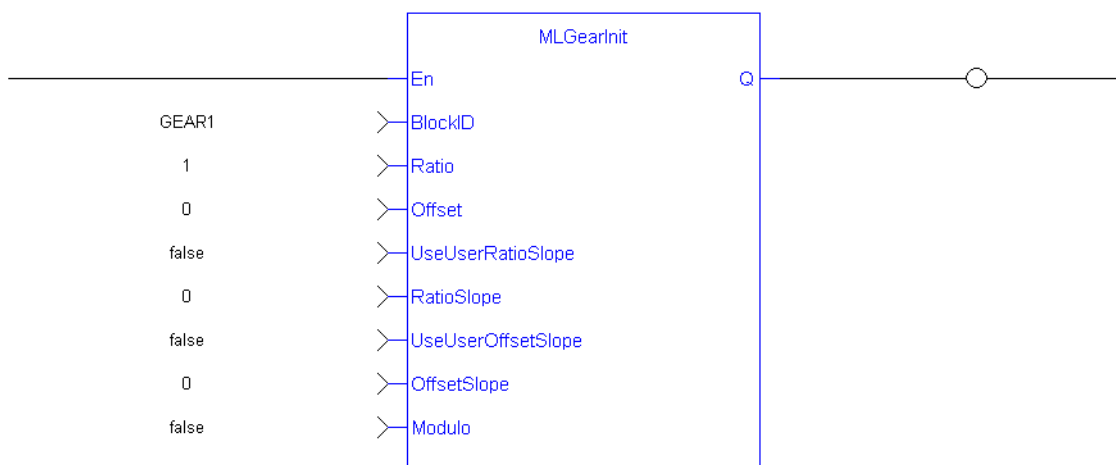 MLGearInit
En Q
GEAR1 BlockID
1 Ratio
0 Offset
false UseUserRatioSlope
0 RatioSlope
false UseUserOffsetSlope
0 OffsetSlope
false Modulo